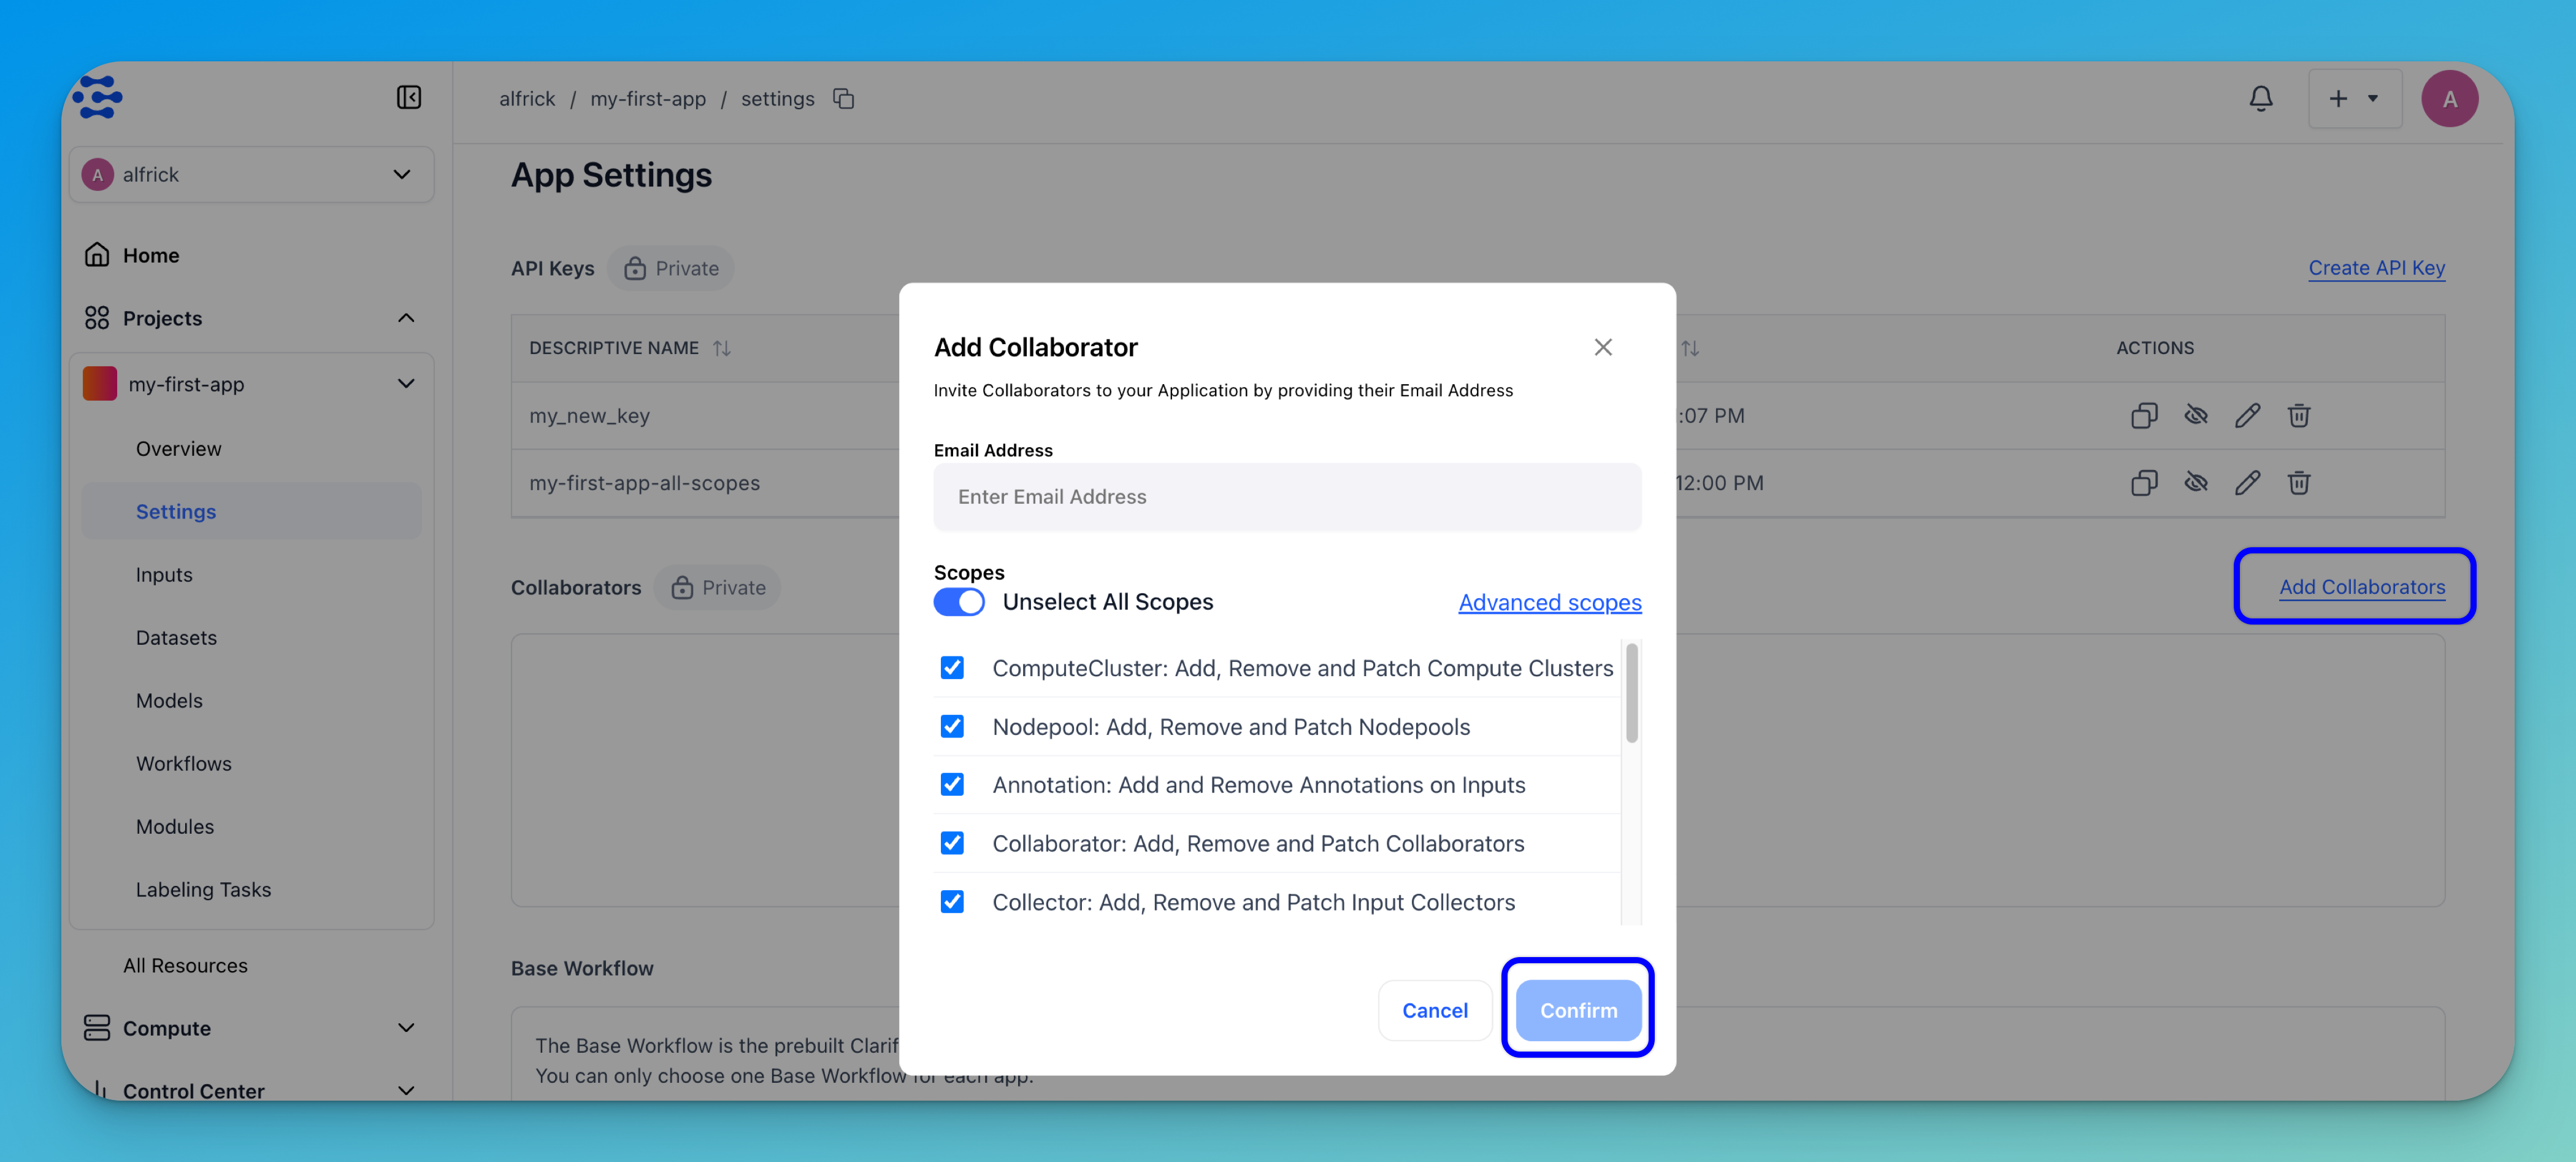 alfrick / my-first-app / settings
A
A alfrick
Home
Projects
my-first-app
Overview
Settings
Inputs
Datasets
Models
Workflows
Modules
Labeling Tasks
All Resources
Compute
Control Center
App Settings
API Keys Private
Create API Key
DESCRIPTIVE NAME
ACTIONS
my_new_key
:07 PM
my-first-app-all-scopes
12:00 PM
Collaborators Private
Add Collaborators
Base Workflow
The Base Workflow is the prebuilt Clarif
You can only choose one Base Workflow for each app.
Add Collaborator
Invite Collaborators to your Application by providing their Email Address
Email Address
Enter Email Address
Scopes
Unselect All Scopes
Advanced scopes
ComputeCluster: Add, Remove and Patch Compute Clusters
Nodepool: Add, Remove and Patch Nodepools
Annotation: Add and Remove Annotations on Inputs
Collaborator: Add, Remove and Patch Collaborators
Collector: Add, Remove and Patch Input Collectors
Cancel
Confirm